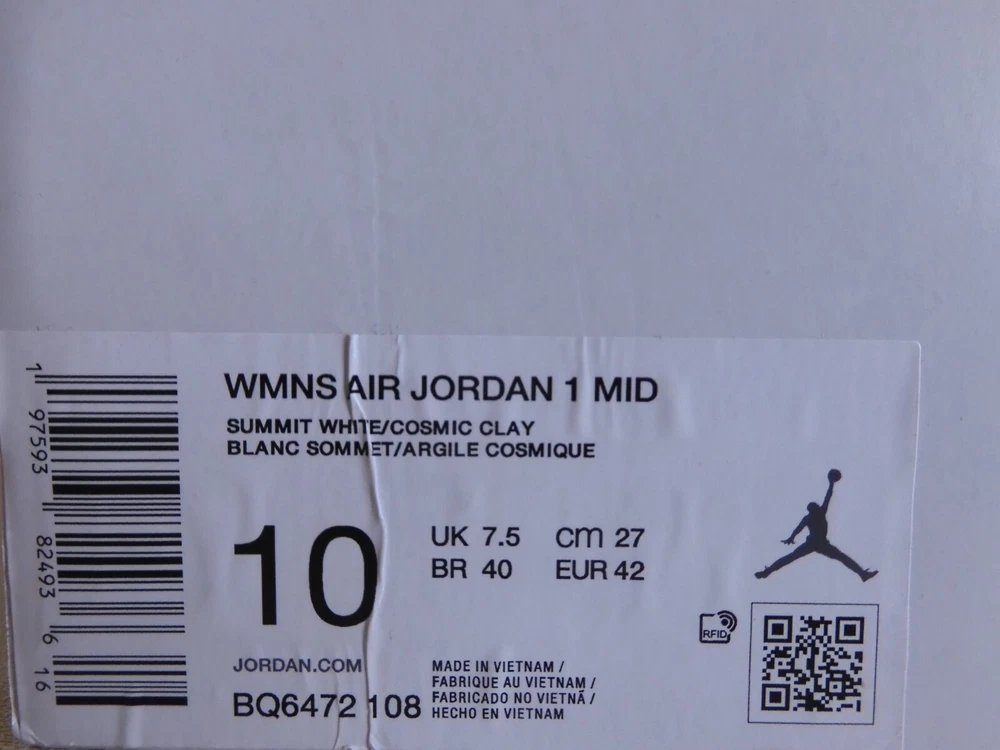 WMNS AIR JORDAN 1 MID
SUMMIT WHITE/COSMIC CLAY
BLANC SOMMET/ARGILE COSMIQUE
10
UK 7.5 cm 27
BR 40 EUR 42
RFID
JORDAN.COM
BQ6472 108
MADE IN VIETNAM /
FABRIQUE AU VIETNAM /
FABRICADO NO VIETNÃ /
HECHO EN VIETNAM
1 97593 82493 6 16